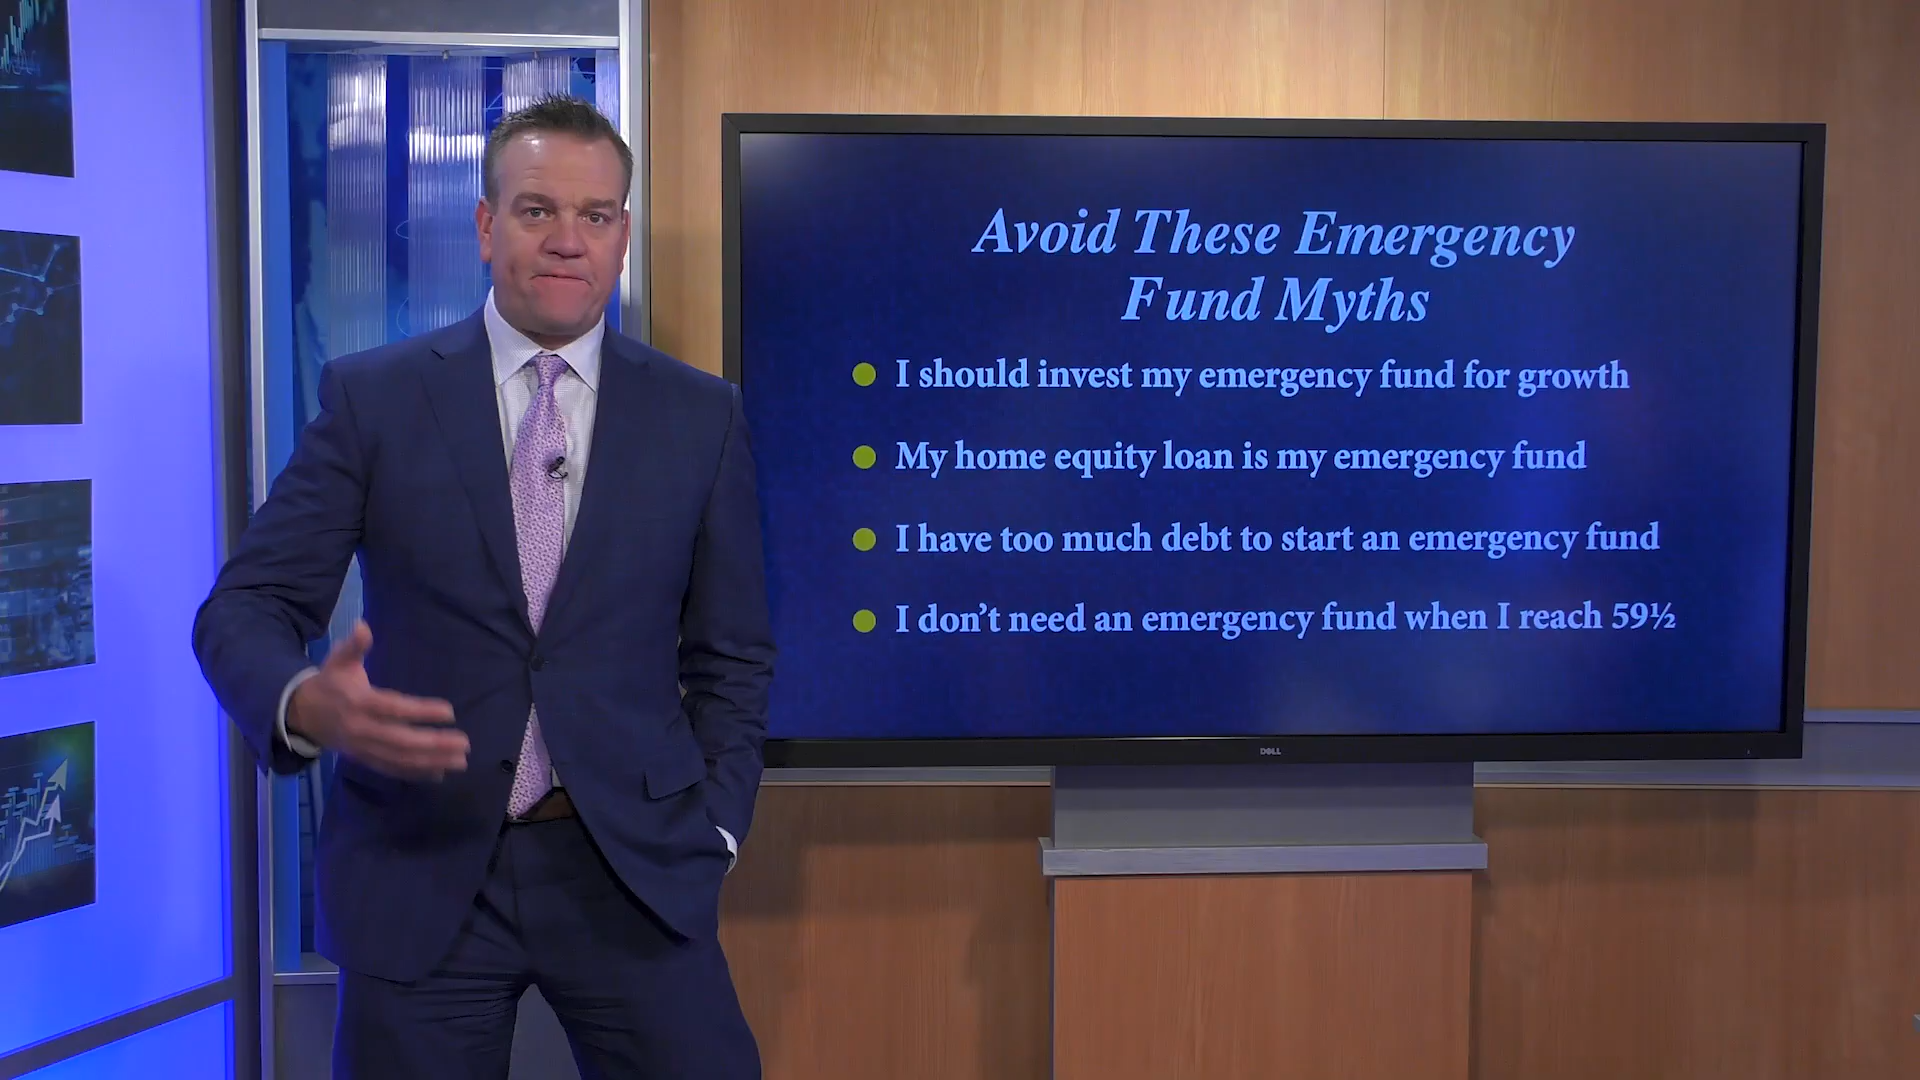 Avoid These Emergency
Fund Myths
I should invest my emergency fund for growth
My home equity loan is my emergency fund
I have too much debt to start an emergency fund
I don't need an emergency fund when I reach 59½
DELL